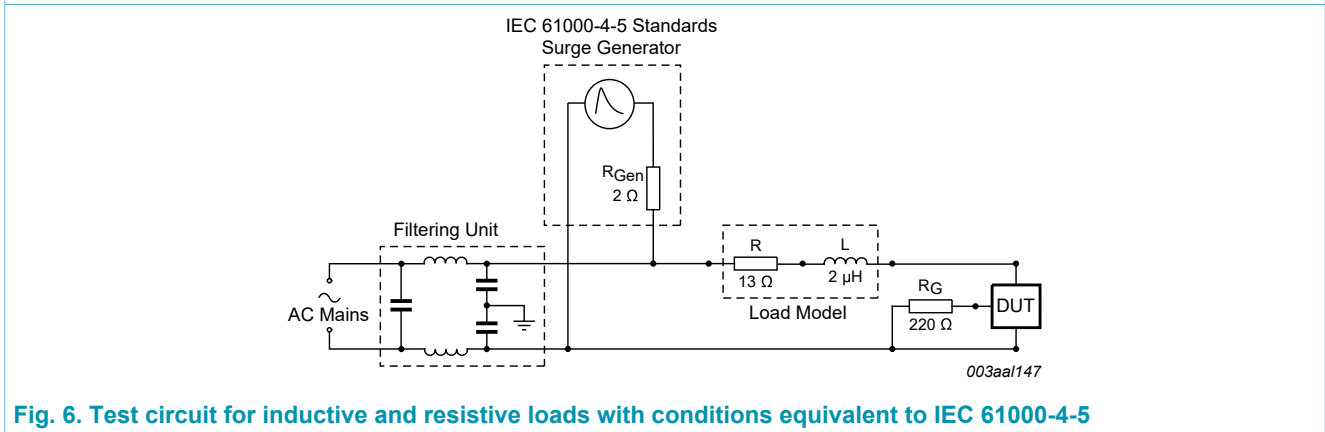 IEC 61000-4-5 Standards
Surge Generator
RGen
2 Ω
Filtering Unit
AC Mains
R
13 Ω
L
2 µH
Load Model
RG
220 Ω
DUT
003aal147
Fig. 6. Test circuit for inductive and resistive loads with conditions equivalent to IEC 61000-4-5